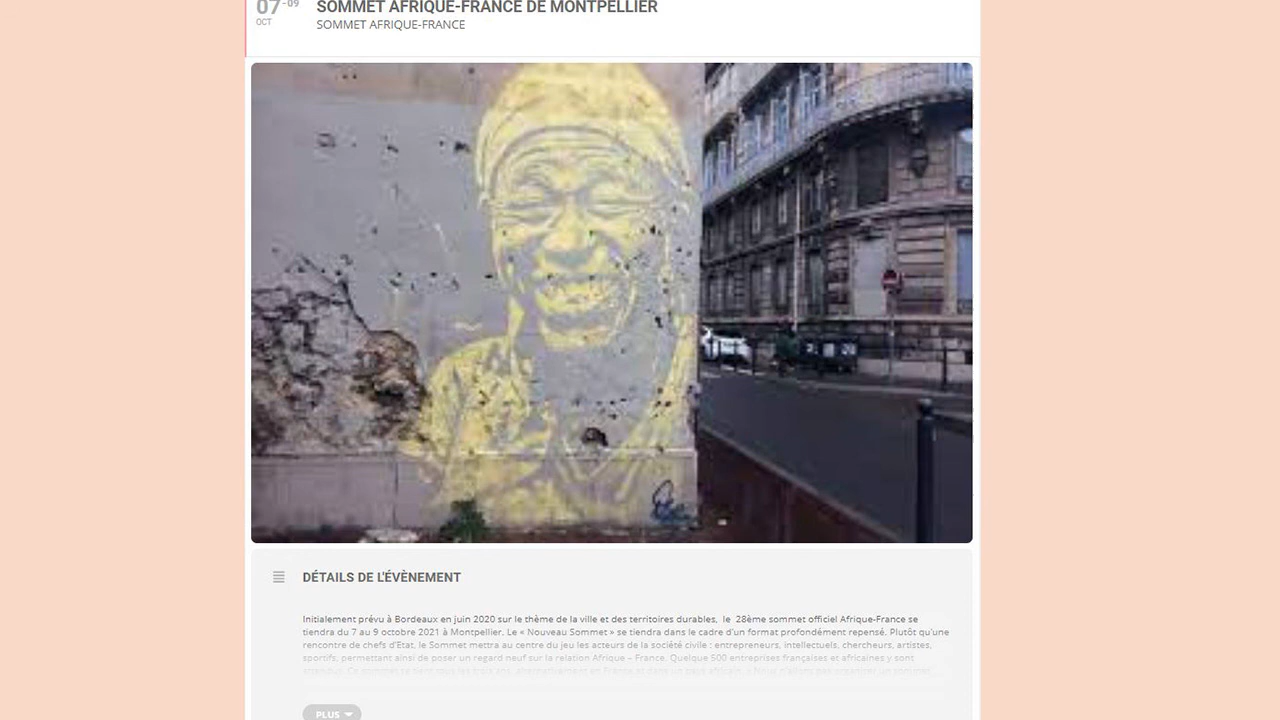 07-09
SOMMET AFRIQUE-FRANCE DE MONTPELLIER
OCT
SOMMET AFRIQUE-FRANCE
DÉTAILS DE L'ÉVÈNEMENT
Initialement prévu à Bordeaux en juin 2020 sur le thème de la ville et des territoires durables, le 28ème sommet officiel Afrique-France se
tiendra du 7 au 9 octobre 2021 à Montpellier. Le « Nouveau Sommet » se tiendra dans le cadre d'un format profondément repensé. Plutôt qu'une
rencontre de chefs d'Etat, le Sommet mettra au centre du jeu les acteurs de la société civile : entrepreneurs, intellectuels, chercheurs, artistes,
sportifs, permettant ainsi de poser un regard neuf sur la relation Afrique – France. Quelque 500 entreprises françaises et africaines y sont
PLUS